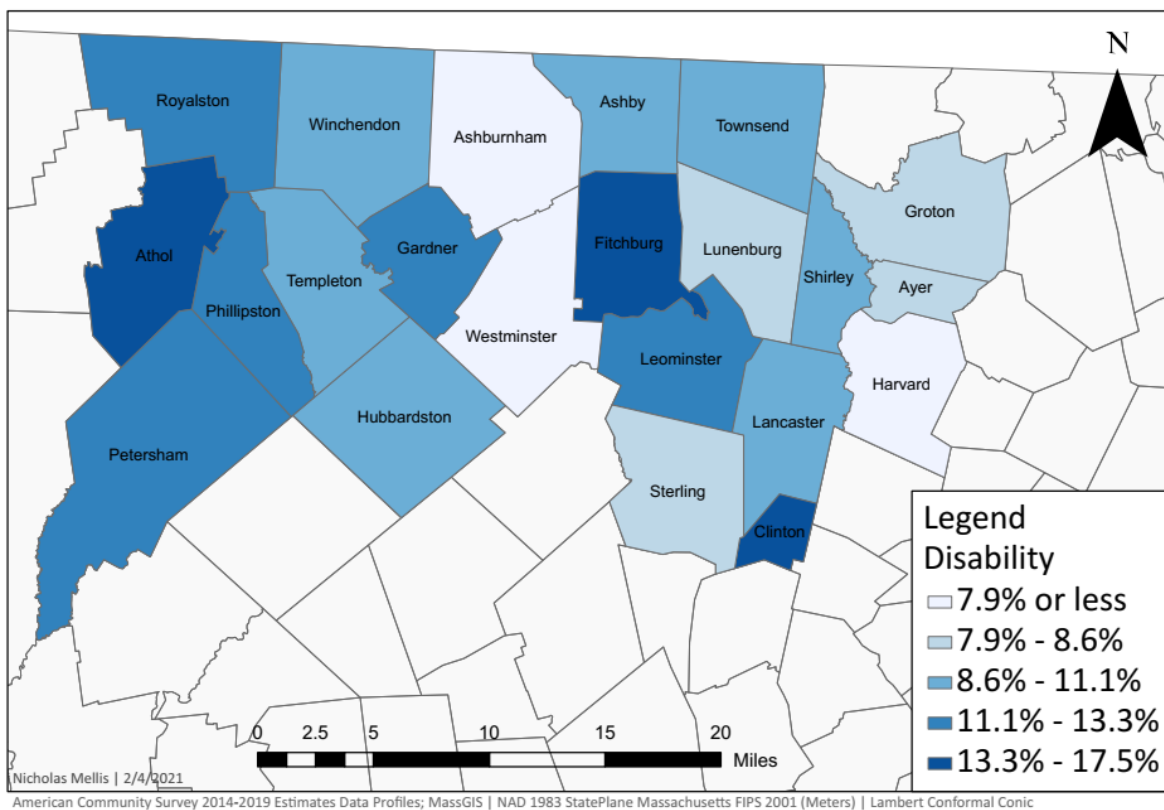 N
Royalston
Winchendon
Ashburnham
Ashby
Townsend
Groton
Athol
Gardner
Fitchburg
Lunenburg
Shirley
Ayer
Templeton
Phillipston
Westminster
Leominster
Harvard
Hubbardston
Lancaster
Petersham
Sterling
Clinton
Legend
Disability
7.9% or less
7.9% - 8.6%
8.6% - 11.1%
11.1% - 13.3%
13.3% - 17.5%
0 2.5 5 10 15 20
Miles
Nicholas Mellis | 2/4/2021
American Community Survey 2014-2019 Estimates Data Profiles; MassGIS | NAD 1983 StatePlane Massachusetts FIPS 2001 (Meters) | Lambert Conformal Conic